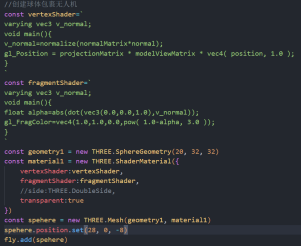 //创建球体包裹无人机
const vertexShader=`
varying vec3 v_normal;
void main(){
v_normal=normalize(normalMatrix*normal);
gl_Position = projectionMatrix * modelViewMatrix * vec4( position, 1.0 );
}
`
const fragmentShader=`
varying vec3 v_normal;
void main(){
float alpha=abs(dot(vec3(0.0,0.0,1.0),v_normal));
gl_FragColor=vec4(1.0,1.0,0.0,pow( 1.0-alpha, 3.0 ));
}
`
const geometry1 = new THREE.SphereGeometry(20, 32, 32)
const material1 = new THREE.ShaderMaterial({
vertexShader:vertexShader,
fragmentShader:fragmentShader,
//side:THREE.DoubleSide,
transparent:true
})
const spehere = new THREE.Mesh(geometry1, material1)
spehere.position.set(28, 0, -8)
fly.add(spehere)